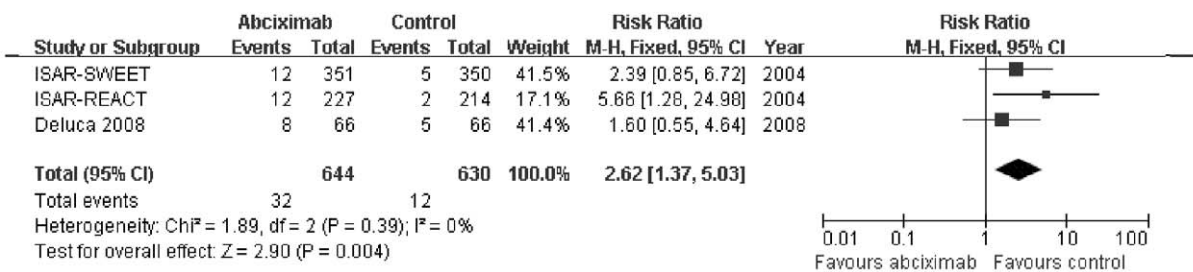 Abciximab Control Risk Ratio Risk Ratio
Study or Subgroup Events Total Events Total Weight M-H, Fixed, 95% CI Year M-H, Fixed, 95% CI
ISAR-SWEET 12 351 5 350 41.5% 2.39 [0.85, 6.72] 2004
ISAR-REACT 12 227 2 214 17.1% 5.66 [1.28, 24.98] 2004
Deluca 2008 8 66 5 66 41.4% 1.60 [0.55, 4.64] 2008
Total (95% CI) 644 630 100.0% 2.62 [1.37, 5.03]
Total events 32 12
Heterogeneity: Chi² = 1.89, df = 2 (P = 0.39); I² = 0%
Test for overall effect: Z = 2.90 (P = 0.004)
0.01 0.1 1 10 100
Favours abciximab Favours control